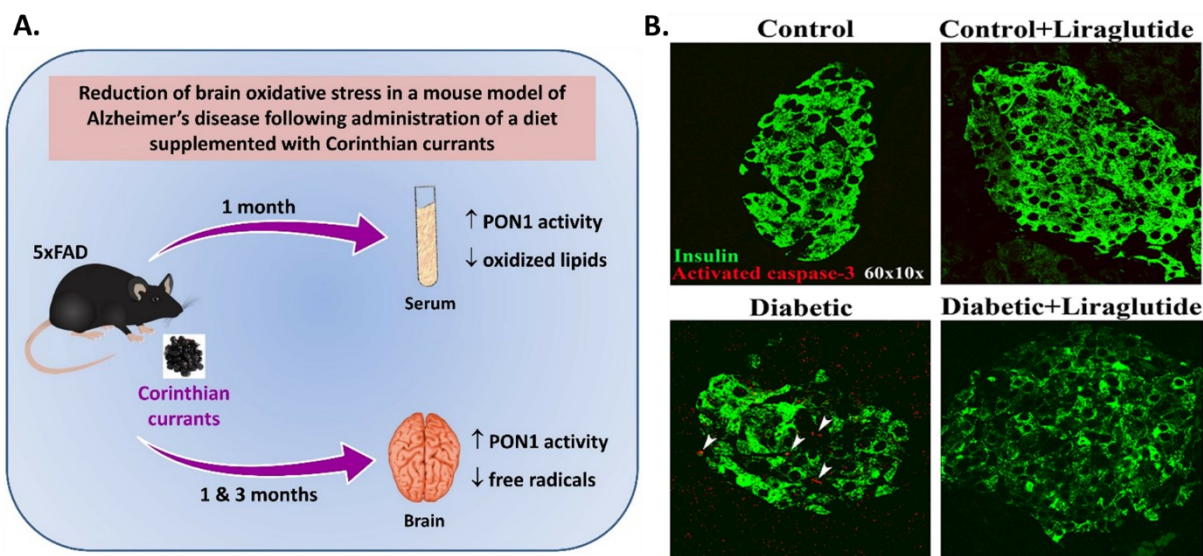 A.
Reduction of brain oxidative stress in a mouse model of
Alzheimer's disease following administration of a diet
supplemented with Corinthian currants
1 month
5xFAD
↑ PON1 activity
↓ oxidized lipids
Serum
Corinthian
currants
↑ PON1 activity
↓ free radicals
1 & 3 months
Brain
B.
Control
Control+Liraglutide
Insulin
Activated caspase-3 60x10x
Diabetic
Diabetic+Liraglutide